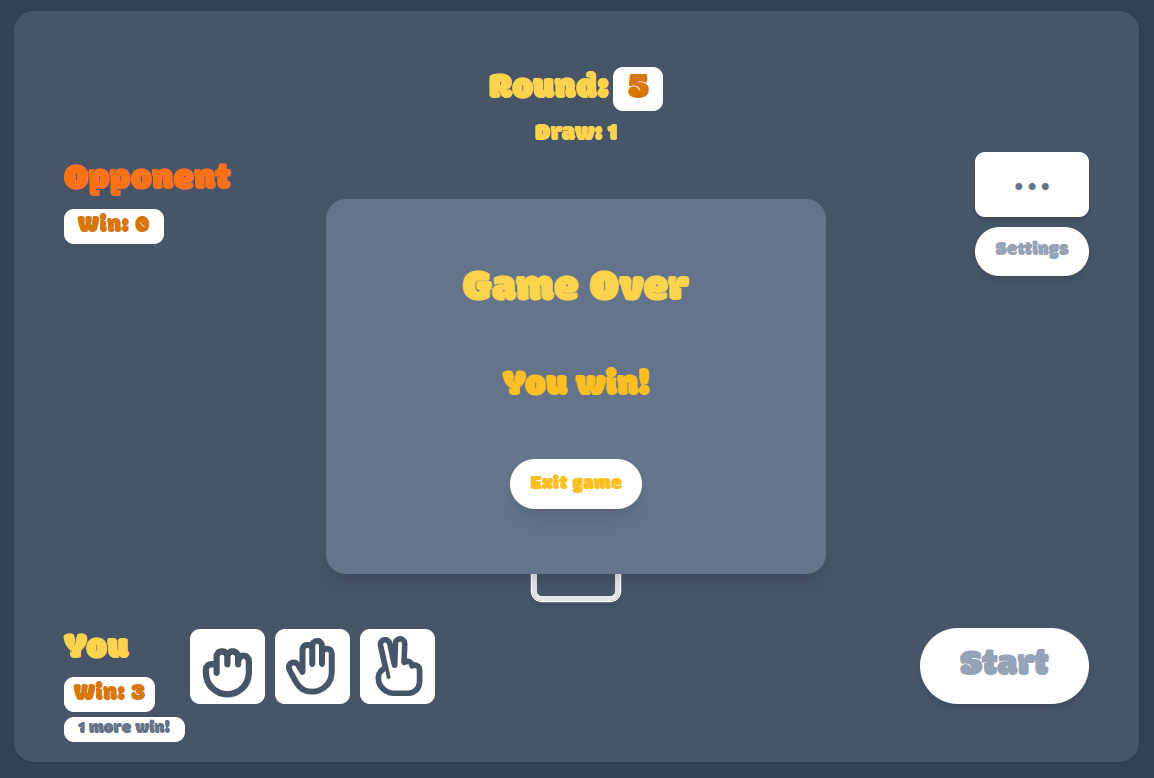 Round: 5
Draw: 1
Opponent
Win: 0
...
Settings
Game Over
You win!
Exit game
You
Win: 3
1 more win!
Start